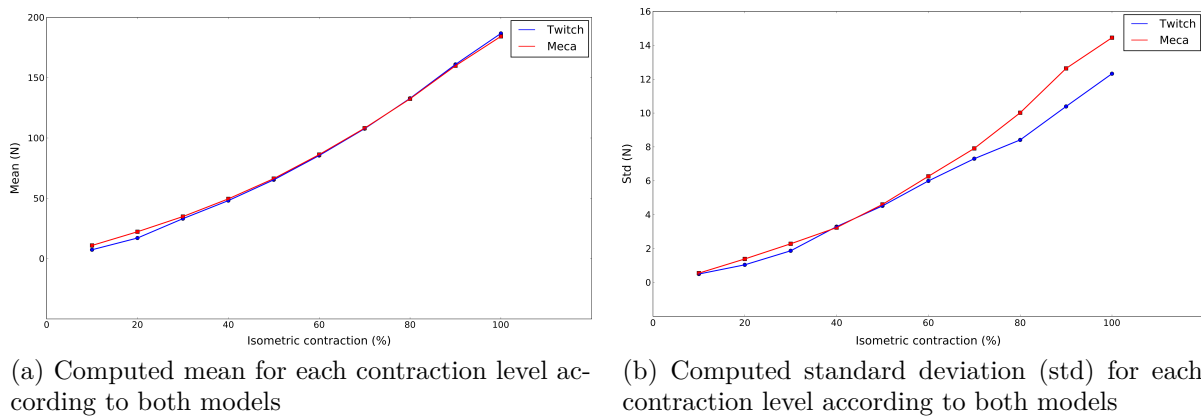 200
150
100
50
0
Mean (N)
0 20 40 60 80 100
Isometric contraction (%)
Twitch
Meca
(a) Computed mean for each contraction level ac-
cording to both models
16
14
12
10
8
6
4
2
0
Std (N)
0 20 40 60 80 100
Isometric contraction (%)
Twitch
Meca
(b) Computed standard deviation (std) for each
contraction level according to both models